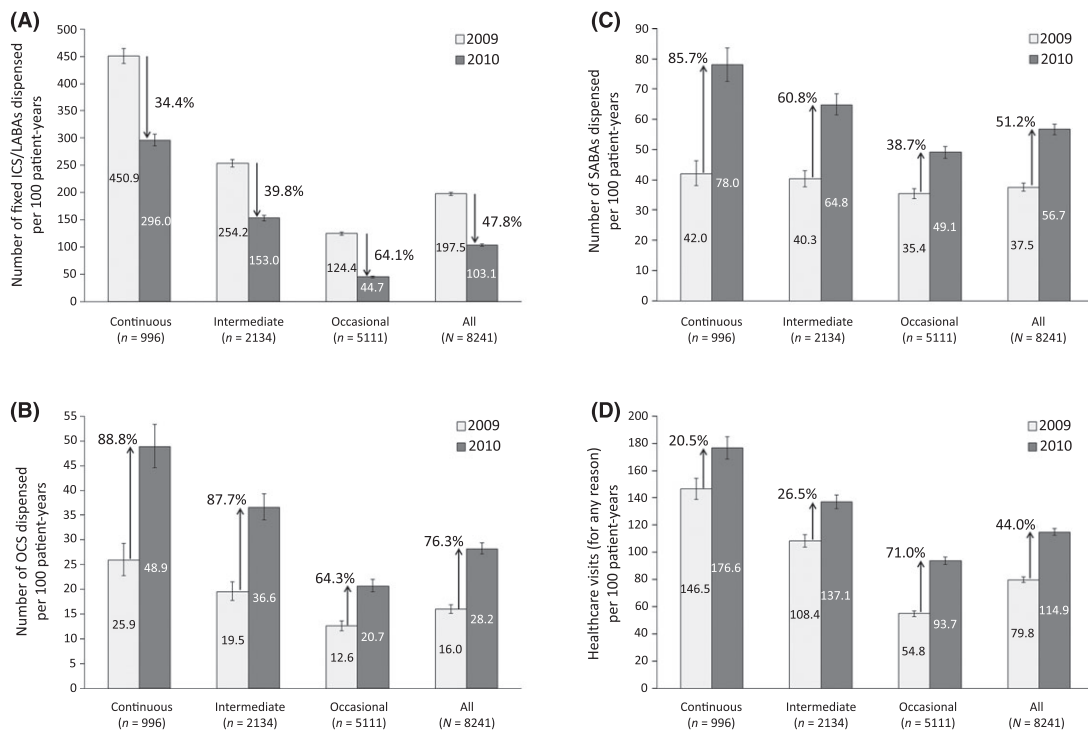 (A)
Number of fixed ICS/LABAs dispensed
per 100 patient-years
500
450
400
350
300
250
200
150
100
50
0
2009
2010
34.4%
39.8%
64.1%
47.8%
450.9
296.0
254.2
153.0
124.4
44.7
197.5
103.1
Continuous
(n = 996)
Intermediate
(n = 2134)
Occasional
(n = 5111)
All
(N = 8241)
(C)
Number of SABAs dispensed
per 100 patient-years
90
80
70
60
50
40
30
20
10
0
2009
2010
85.7%
60.8%
38.7%
51.2%
42.0
78.0
40.3
64.8
35.4
49.1
37.5
56.7
Continuous
(n = 996)
Intermediate
(n = 2134)
Occasional
(n = 5111)
All
(N = 8241)
(B)
Number of OCS dispensed
per 100 patient-years
55
50
45
40
35
30
25
20
15
10
5
0
2009
2010
88.8%
87.7%
64.3%
76.3%
25.9
48.9
19.5
36.6
12.6
20.7
16.0
28.2
Continuous
(n = 996)
Intermediate
(n = 2134)
Occasional
(n = 5111)
All
(N = 8241)
(D)
Healthcare visits (for any reason)
per 100 patient-years
200
180
160
140
120
100
80
60
40
20
0
2009
2010
20.5%
26.5%
71.0%
44.0%
146.5
176.6
108.4
137.1
54.8
93.7
79.8
114.9
Continuous
(n = 996)
Intermediate
(n = 2134)
Occasional
(n = 5111)
All
(N = 8241)